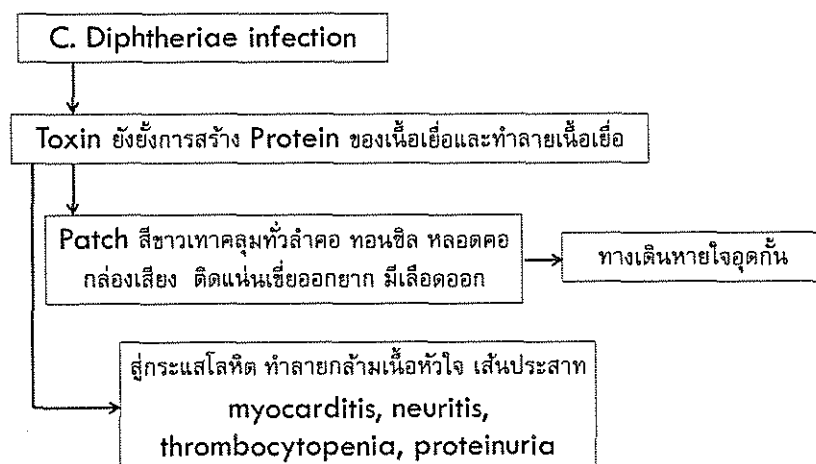 C. Diphtheriae infection
Toxin ยังยั้งการสร้าง Protein ของเนื้อเยื่อและทำลายเนื้อเยื่อ
Patch สีขาวเทาคลุมทั่วลำคอ ทอนซิล หลอดคอ
กล่องเสียง ติดแน่นเขี่ยออกยาก มีเลือดออก
ทางเดินหายใจอุดกั้น
สู่กระแสโลหิต ทำลายกล้ามเนื้อหัวใจ เส้นประสาท
myocarditis, neuritis,
thrombocytopenia, proteinuria